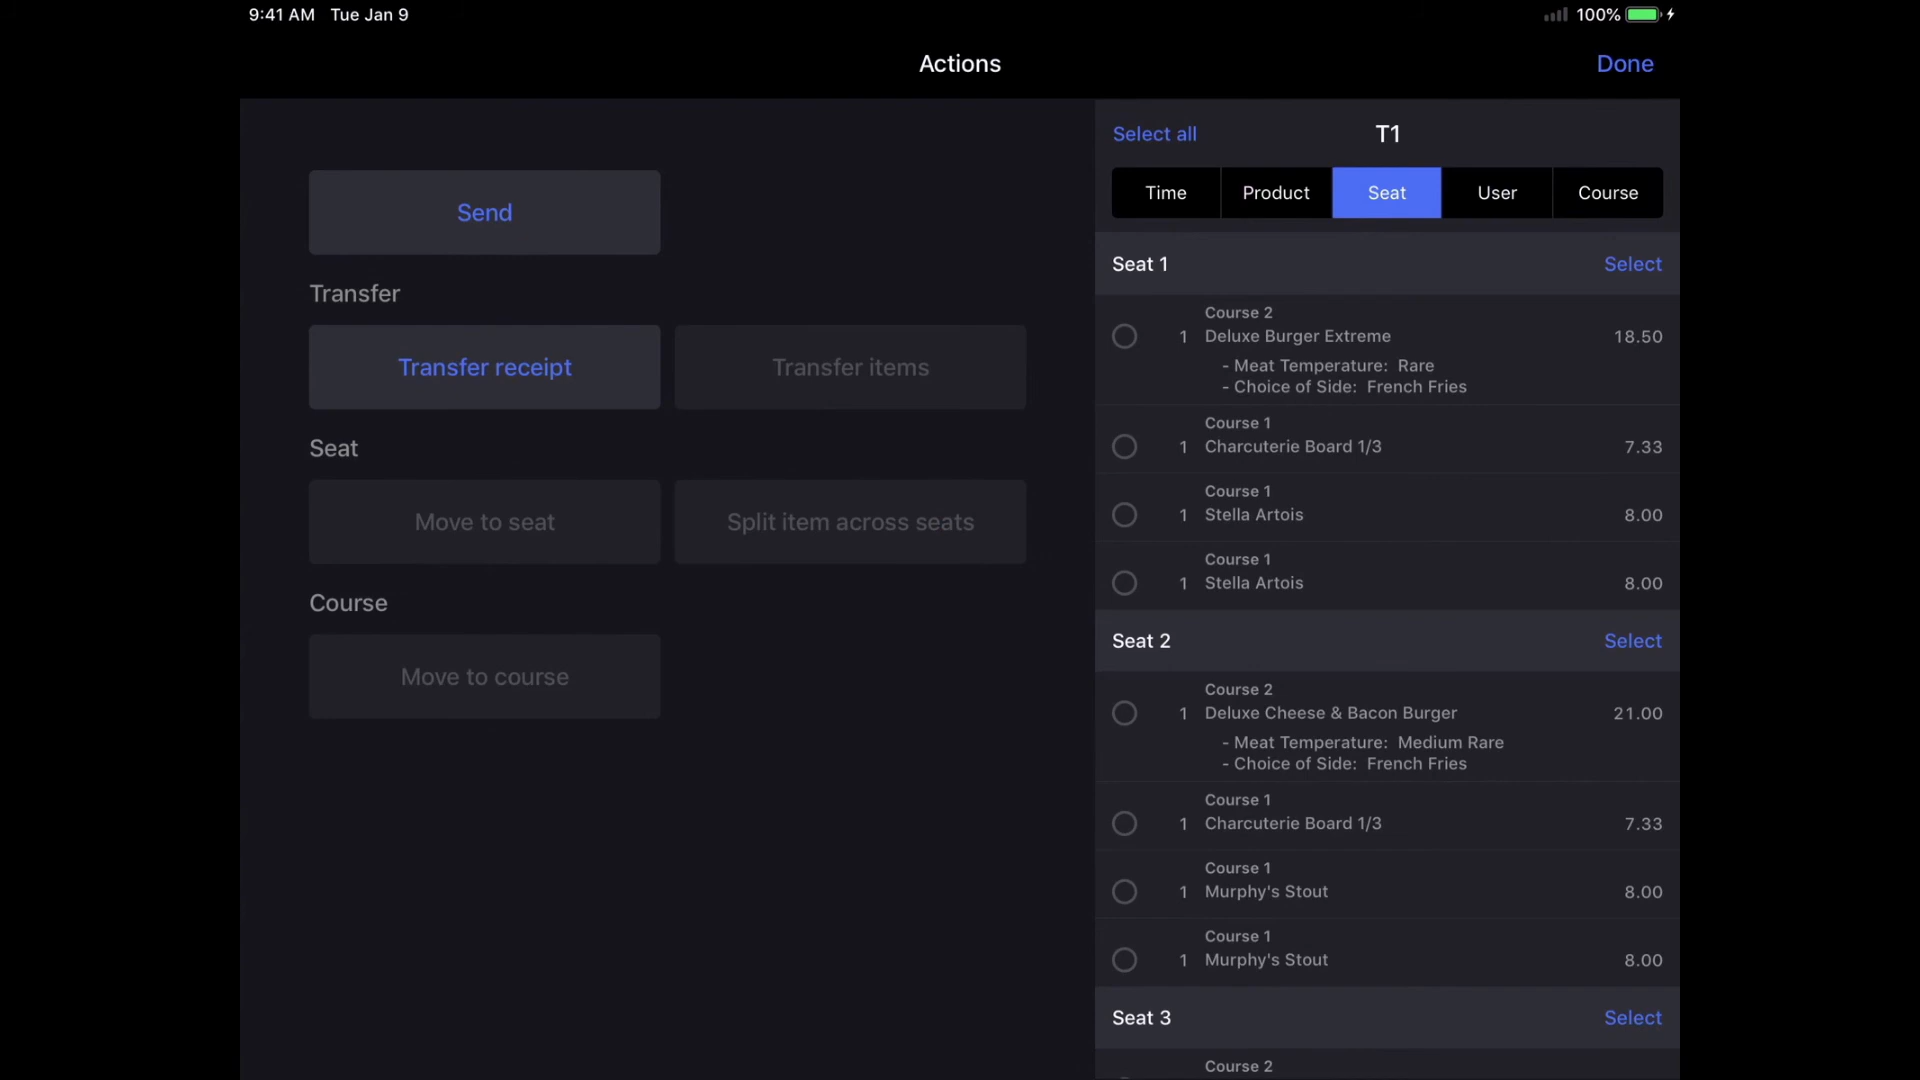 9:41 AM Tue Jan 9
100%
Actions
Done
Send
Transfer
Transfer receipt
Transfer items
Seat
Move to seat
Split item across seats
Course
Move to course
Select all
T1
Time
Product
Seat
User
Course
Seat 1 Select
Course 2
1 Deluxe Burger Extreme 18.50
- Meat Temperature: Rare
- Choice of Side: French Fries
Course 1
1 Charcuterie Board 1/3 7.33
Course 1
1 Stella Artois 8.00
Course 1
1 Stella Artois 8.00
Seat 2 Select
Course 2
1 Deluxe Cheese & Bacon Burger 21.00
- Meat Temperature: Medium Rare
- Choice of Side: French Fries
Course 1
1 Charcuterie Board 1/3 7.33
Course 1
1 Murphy's Stout 8.00
Course 1
1 Murphy's Stout 8.00
Seat 3 Select
Course 2